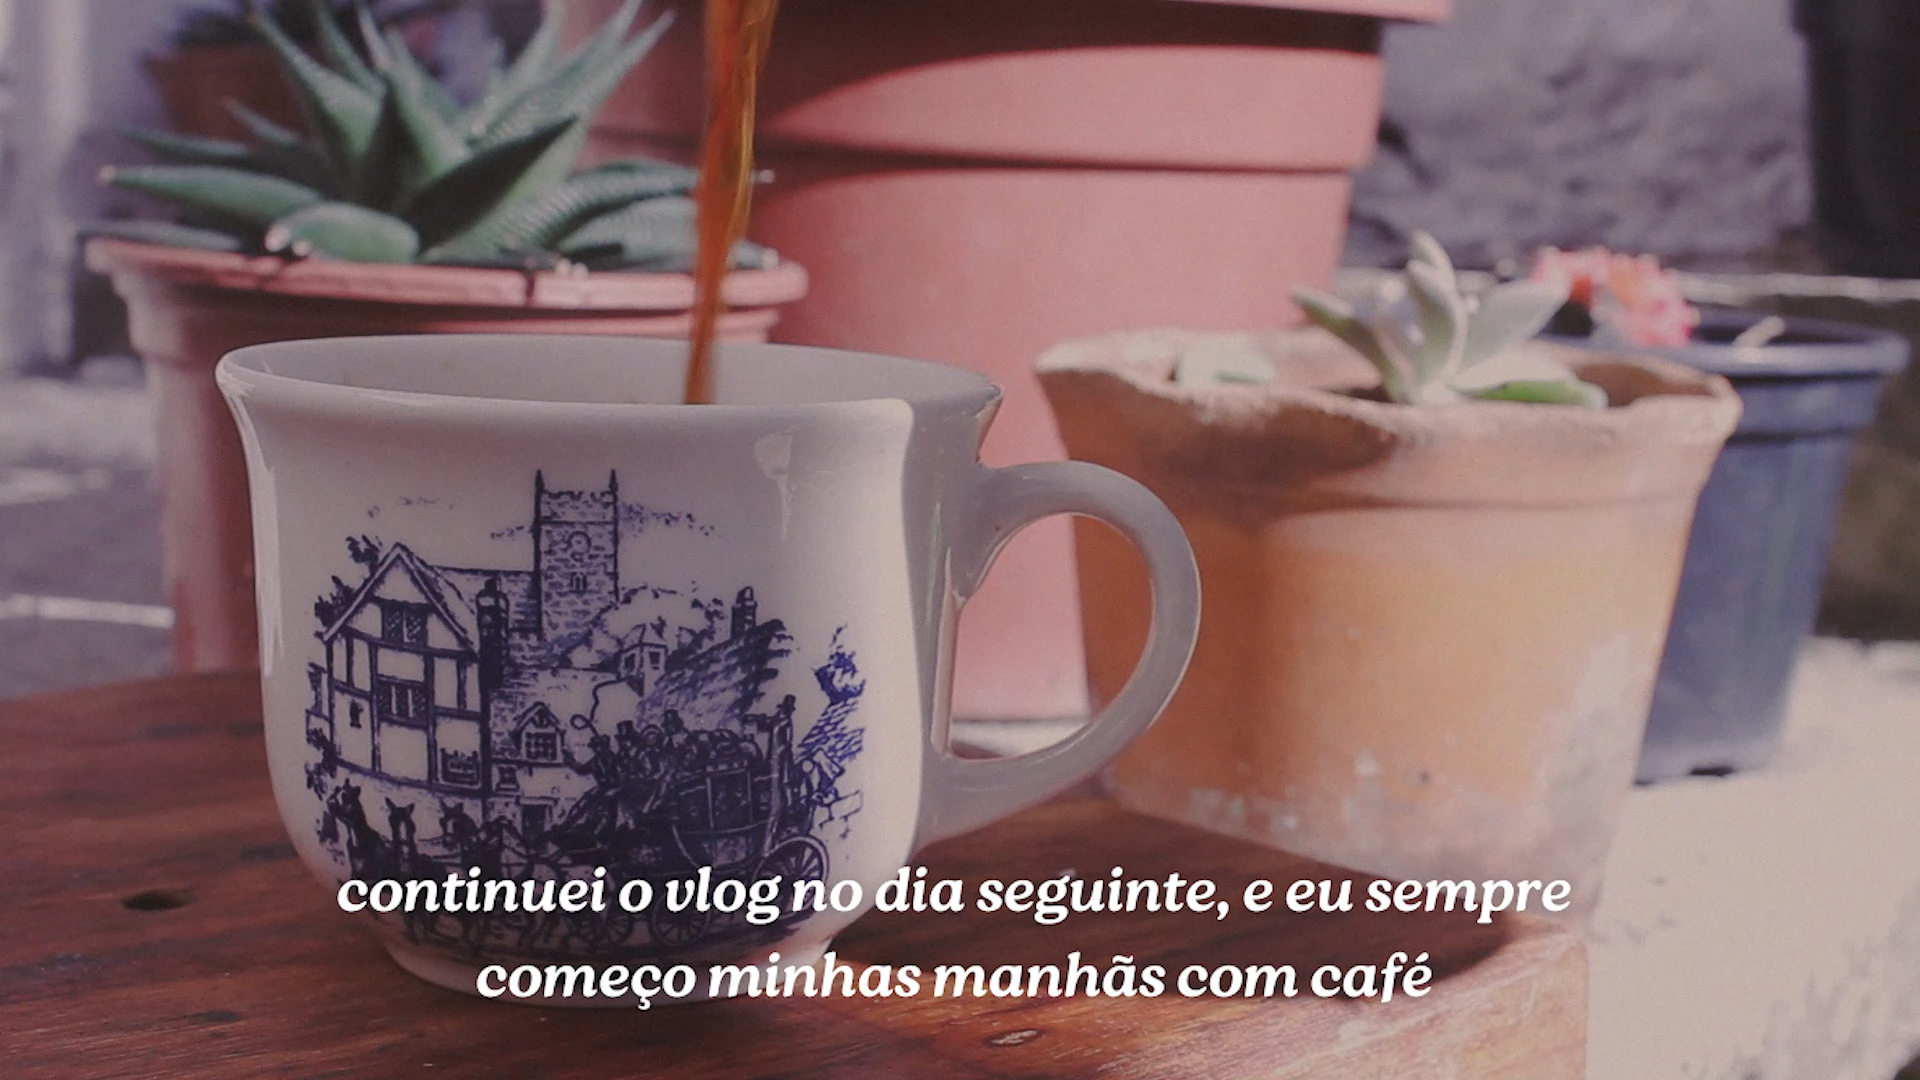 continuei o vlog no dia seguinte, e eu sempre
começo minhas manhãs com café